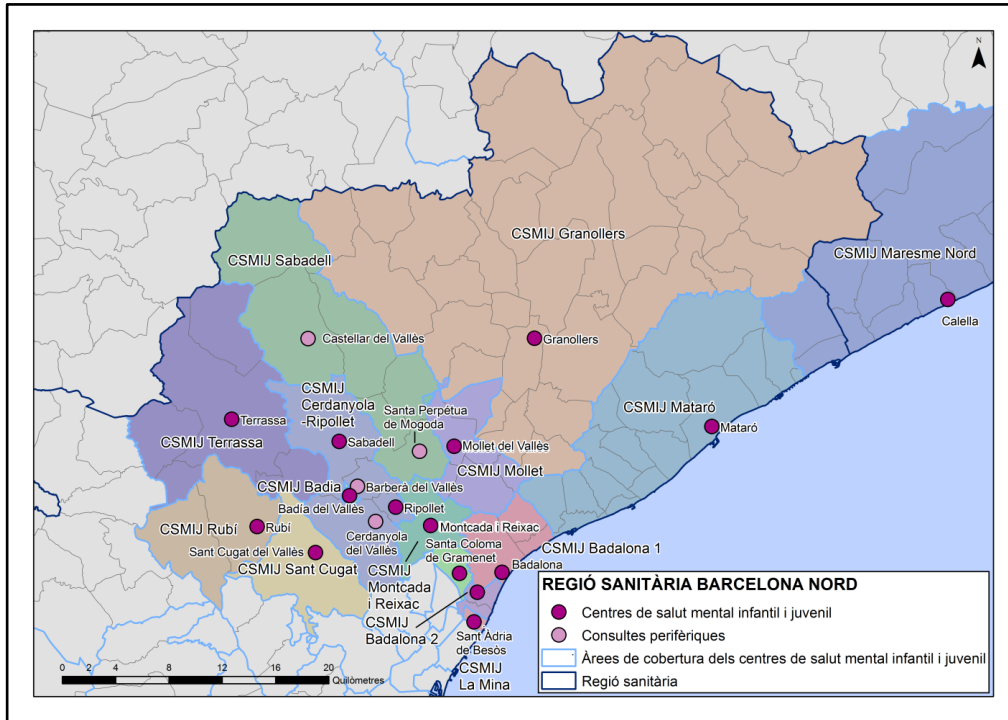 N
CSMIJ Granollers
CSMIJ Maresme Nord
CSMIJ Sabadell
Calella
Castellar del Vallès
Granollers
CSMIJ
Cerdanyola
-Ripollet
Santa Perpétua
de Mogoda
CSMIJ Mataró
Terrassa
Mataró
CSMIJ Terrassa
Sabadell
Mollet del Vallès
CSMIJ Mollet
CSMIJ Badia
Barberà del Vallès
Badía del Vallès
Ripollet
CSMIJ Rubí
Rubí
Cerdanyola
del Vallès
Montcada i Reixac
Santa Coloma
de Gramenet
CSMIJ Badalona 1
Sant Cugat del Vallès
CSMIJ Sant Cugat
Badalona
CSMIJ
Montcada
i Reixac
CSMIJ
Badalona 2
Sant Àdria
de Besòs
CSMIJ
La Mina
REGIÓ SANITÀRIA BARCELONA NORD
Centres de salut mental infantil i juvenil
Consultes perifèriques
Àrees de cobertura dels centres de salut mental infantil i juvenil
Regió sanitària
0 2 4 8 12 16 20
Quilòmetres